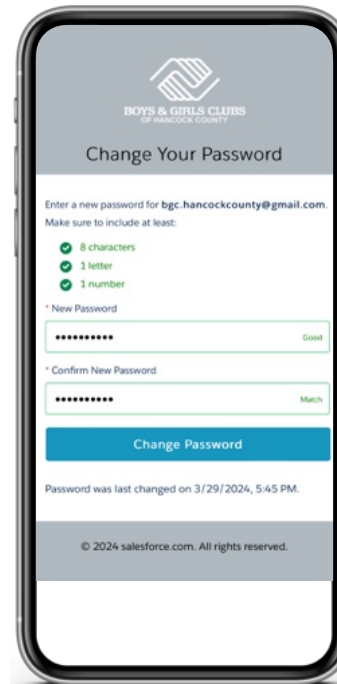 BOYS & GIRLS CLUBS
OF HANCOCK COUNTY
Change Your Password
Enter a new password for bgc.hancockcounty@gmail.com.
Make sure to include at least:
8 characters
1 letter
1 number
* New Password
•••••••••• Good
* Confirm New Password
•••••••••• Match
Change Password
Password was last changed on 3/29/2024, 5:45 PM.
© 2024 salesforce.com. All rights reserved.